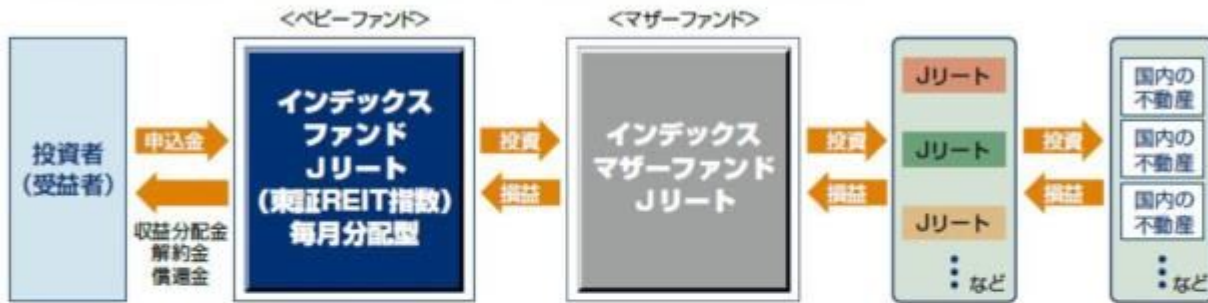 <ベビーファンド>
<マザーファンド>
投資者
(受益者)
申込金
収益分配金
解約金
償還金
インデックス
ファンド
Jリート
(東証REIT指数)
毎月分配型
投資
損益
インデックス
マザーファンド
Jリート
投資
損益
Jリート
Jリート
Jリート
など
投資
損益
国内の
不動産
国内の
不動産
国内の
不動産
など